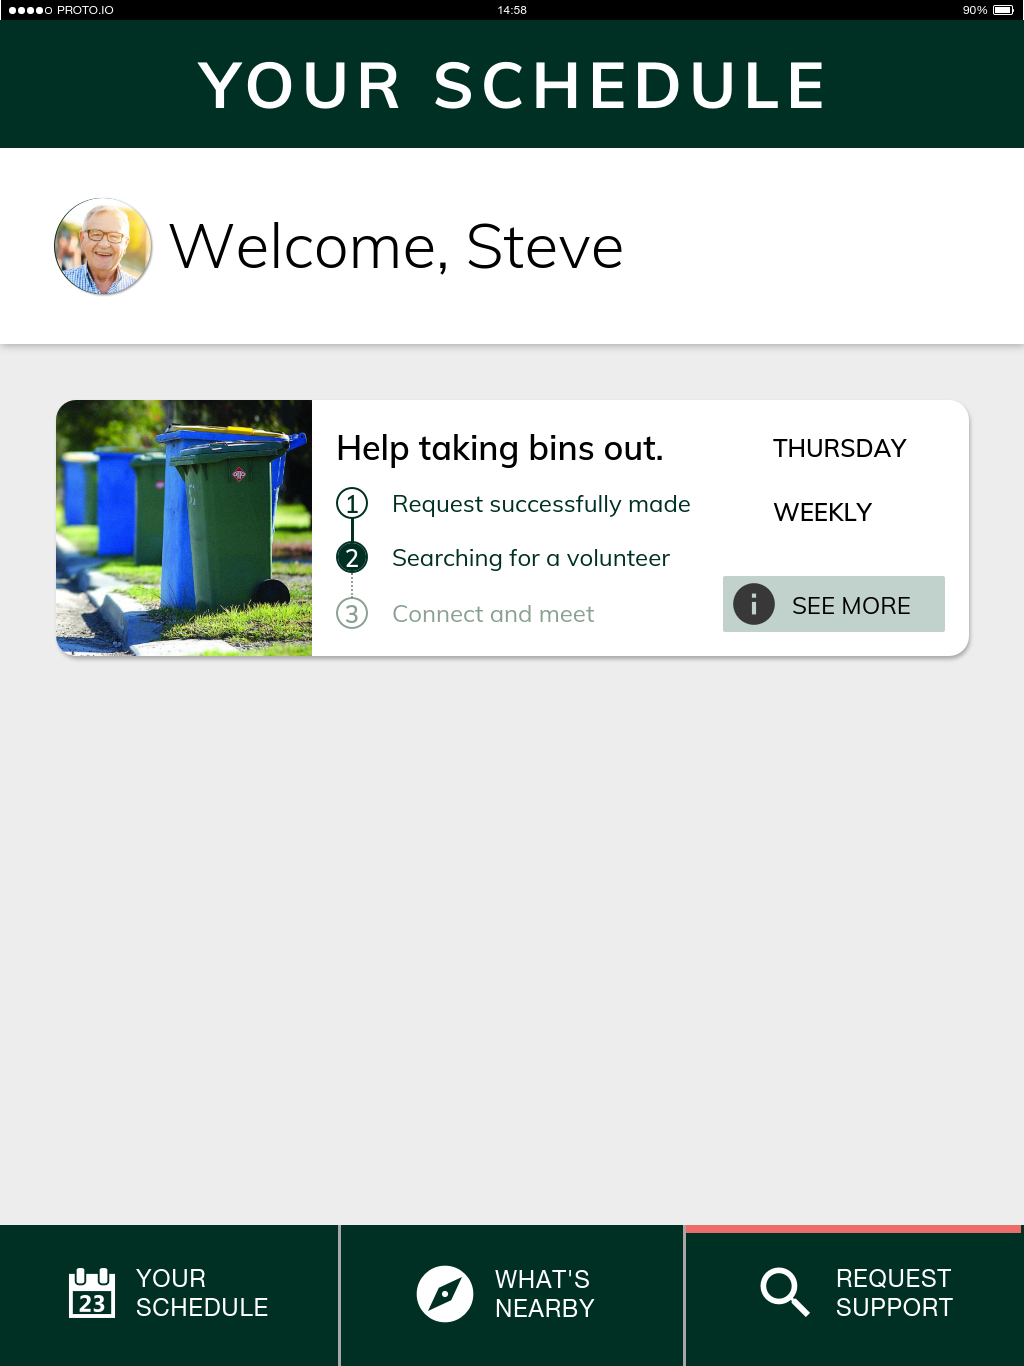 PROTO.IO 14:58 90%
YOUR SCHEDULE
Welcome, Steve
Help taking bins out.
THURSDAY
1 Request successfully made
WEEKLY
2 Searching for a volunteer
3 Connect and meet
i SEE MORE
23
YOUR
SCHEDULE
WHAT'S
NEARBY
REQUEST
SUPPORT